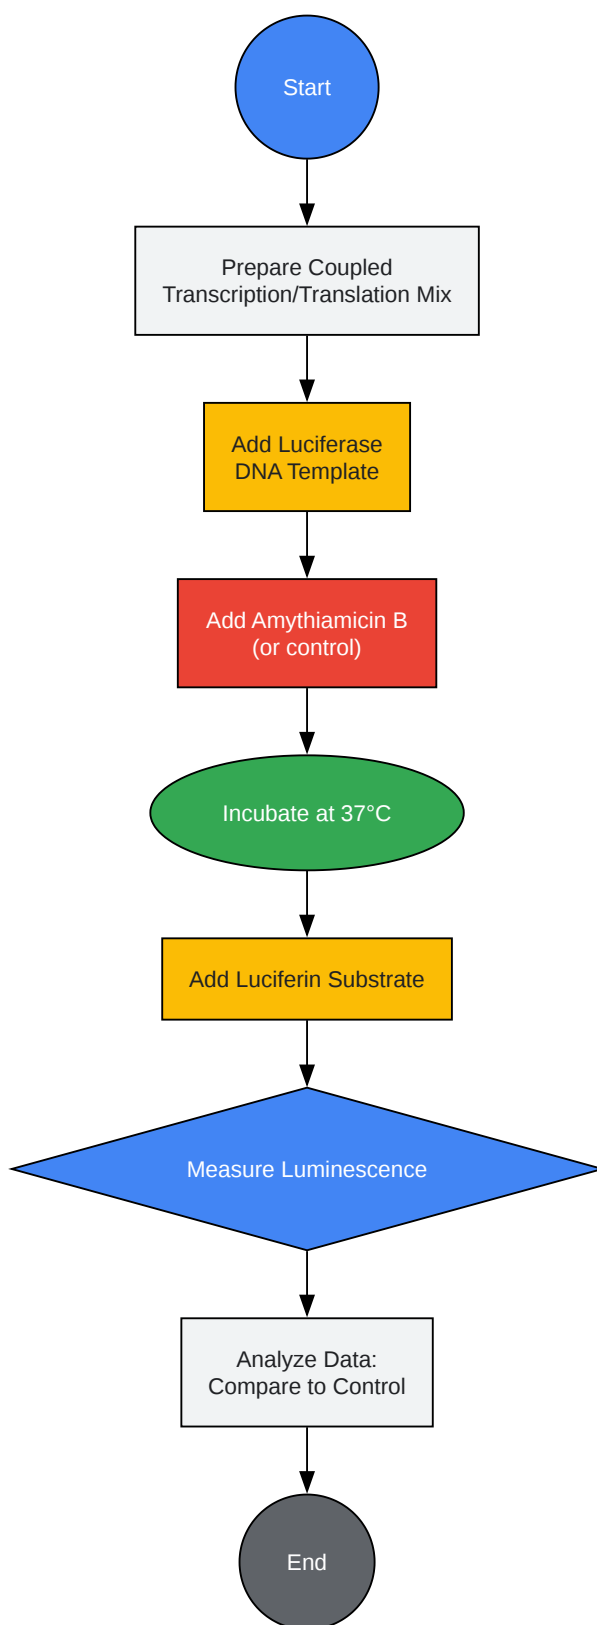 Start
Prepare Coupled
Transcription/Translation Mix
Add Luciferase
DNA Template
Add Amythiamicin B
(or control)
Incubate at 37°C
Add Luciferin Substrate
Measure Luminescence
Analyze Data:
Compare to Control
End